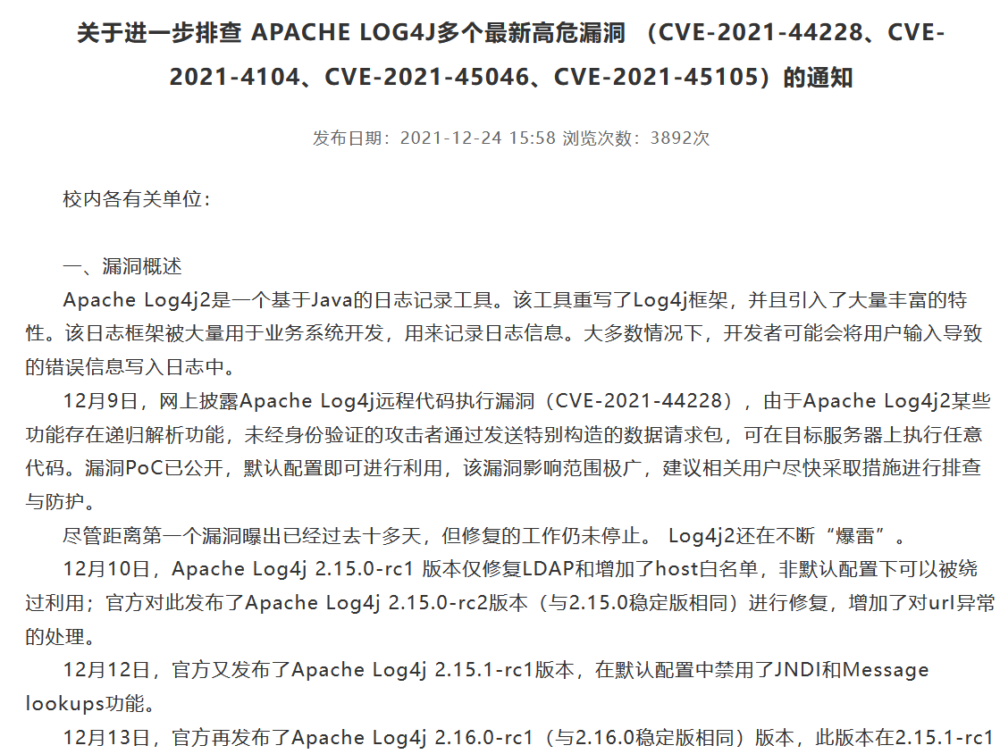 关于进一步排查 APACHE LOG4J多个最新高危漏洞 （CVE-2021-44228、CVE-
2021-4104、CVE-2021-45046、CVE-2021-45105）的通知
发布日期：2021-12-24 15:58 浏览次数：3892次
校内各有关单位：
一、漏洞概述
Apache Log4j2是一个基于Java的日志记录工具。该工具重写了Log4j框架，并且引入了大量丰富的特
性。该日志框架被大量用于业务系统开发，用来记录日志信息。大多数情况下，开发者可能会将用户输入导致
的错误信息写入日志中。
12月9日，网上披露Apache Log4j远程代码执行漏洞（CVE-2021-44228），由于Apache Log4j2某些
功能存在递归解析功能，未经身份验证的攻击者通过发送特别构造的数据请求包，可在目标服务器上执行任意
代码。漏洞PoC已公开，默认配置即可进行利用，该漏洞影响范围极广，建议相关用户尽快采取措施进行排查
与防护。
尽管距离第一个漏洞曝出已经过去十多天，但修复的工作仍未停止。 Log4j2还在不断“爆雷”。
12月10日，Apache Log4j 2.15.0-rc1 版本仅修复LDAP和增加了host白名单，非默认配置下可以被绕
过利用；官方对此发布了Apache Log4j 2.15.0-rc2版本（与2.15.0稳定版相同）进行修复，增加了对url异常
的处理。
12月12日，官方又发布了Apache Log4j 2.15.1-rc1版本，在默认配置中禁用了JNDI和Message
lookups功能。
12月13日，官方再发布了Apache Log4j 2.16.0-rc1（与2.16.0稳定版相同）版本，此版本在2.15.1-rc1